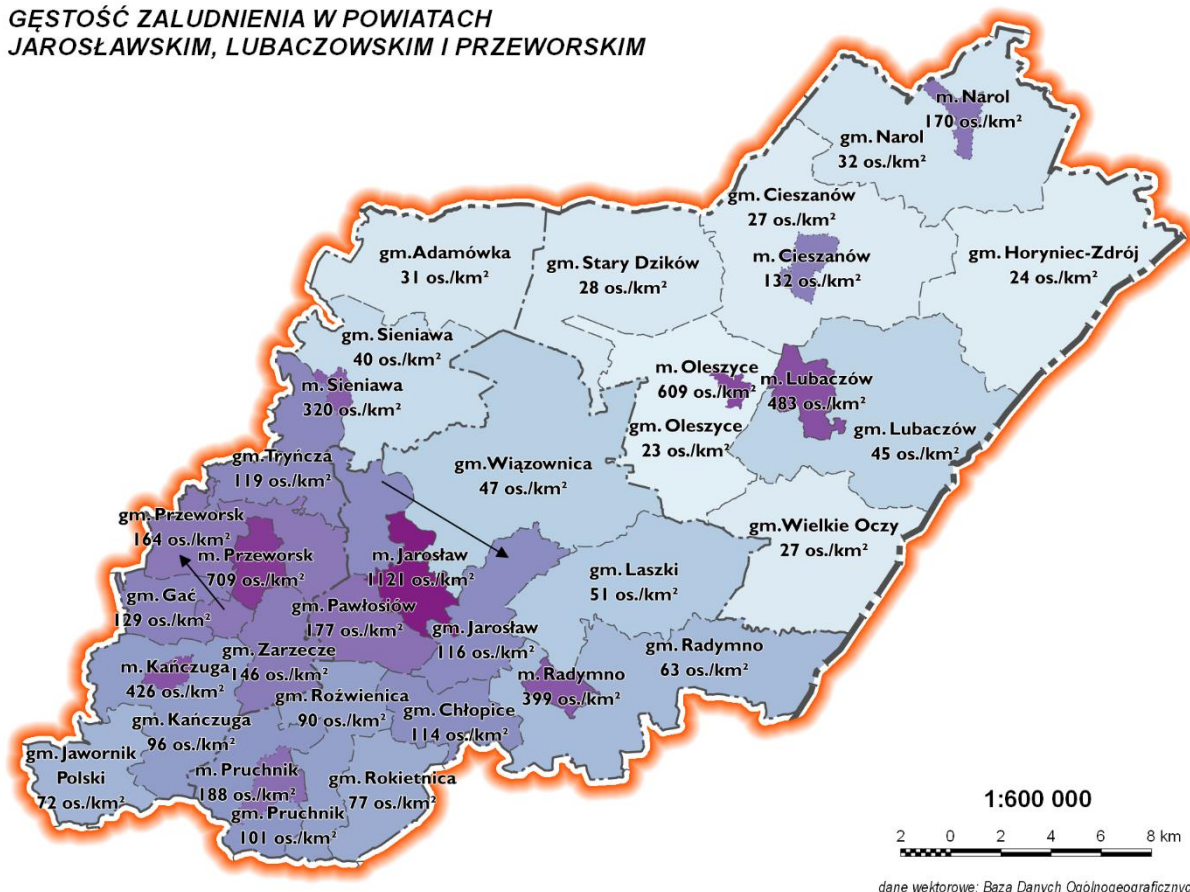 GĘSTOŚĆ ZALUDNIENIA W POWIATACH
JAROSŁAWSKIM, LUBACZOWSKIM I PRZEWORSKIM
m. Narol
170 os./km²
gm. Narol
32 os./km²
gm. Cieszanów
27 os./km²
m. Cieszanów
132 os./km²
gm. Horyniec-Zdrój
24 os./km²
gm. Adamówka
31 os./km²
gm. Stary Dzików
28 os./km²
gm. Sieniawa
40 os./km²
m. Sieniawa
320 os./km²
m. Oleszyce
609 os./km²
m. Lubaczów
483 os./km²
gm. Oleszyce
23 os./km²
gm. Lubaczów
45 os./km²
gm. Tryńcza
119 os./km²
gm. Wiązownica
47 os./km²
gm. Przeworsk
164 os./km²
m. Przeworsk
709 os./km²
m. Jarosław
1121 os./km²
gm. Wielkie Oczy
27 os./km²
gm. Laszki
51 os./km²
gm. Gać
129 os./km²
gm. Pawłosiów
177 os./km²
gm. Jarosław
116 os./km²
gm. Radymno
63 os./km²
gm. Zarzecze
146 os./km²
m. Kańczuga
426 os./km²
m. Radymno
399 os./km²
gm. Roźwienica
90 os./km²
gm. Chłopice
114 os./km²
gm. Kańczuga
96 os./km²
gm. Jawornik
Polski
72 os./km²
m. Pruchnik
188 os./km²
gm. Rokietnica
77 os./km²
gm. Pruchnik
101 os./km²
1:600 000
2 0 2 4 6 8 km
dane wektorowe: Baza Danych Ogólnogeograficzny